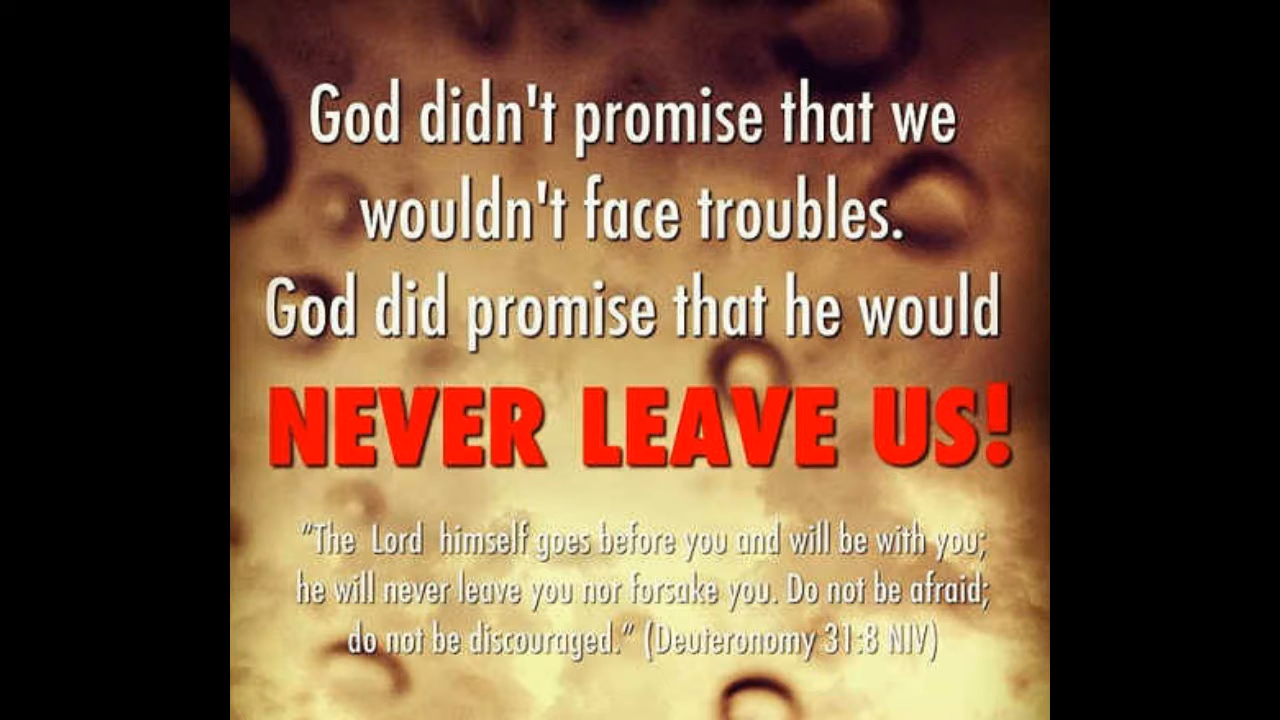 God didn't promise that we
wouldn't face troubles.
God did promise that he would
NEVER LEAVE US!
"The Lord himself goes before you and will be with you;
he will never leave you nor forsake you. Do not be afraid;
do not be discouraged." (Deuteronomy 31:8 NIV)